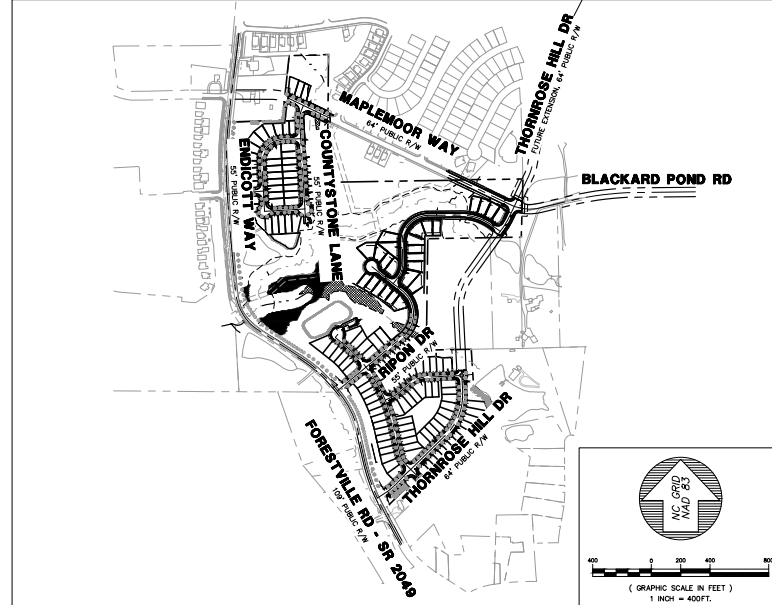 THORNROSE HILL DR
FUTURE EXTENSION, 64' PUBLIC R/W
MAPLEMOOR WAY
64' PUBLIC R/W
BLACKARD POND RD
COUNTYSTONE LANE
55' PUBLIC R/W
ENDICOTT WAY
55' PUBLIC R/W
RIPON DR
55' PUBLIC R/W
THORNROSE HILL DR
64' PUBLIC R/W
FORESTVILLE RD - SR 2049
109' PUBLIC R/W
NC GRID
NAD 83
400 0 200 400 800
( GRAPHIC SCALE IN FEET )
1 INCH = 400FT.